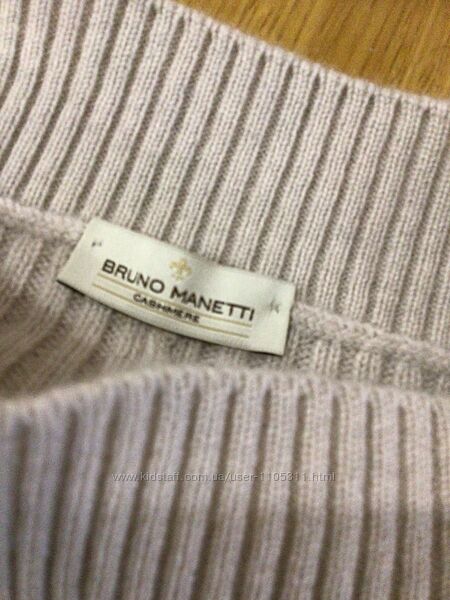 BRUNO MANETTI
CASHMERE
www.kidstaff.com.ua/user-1105311.html